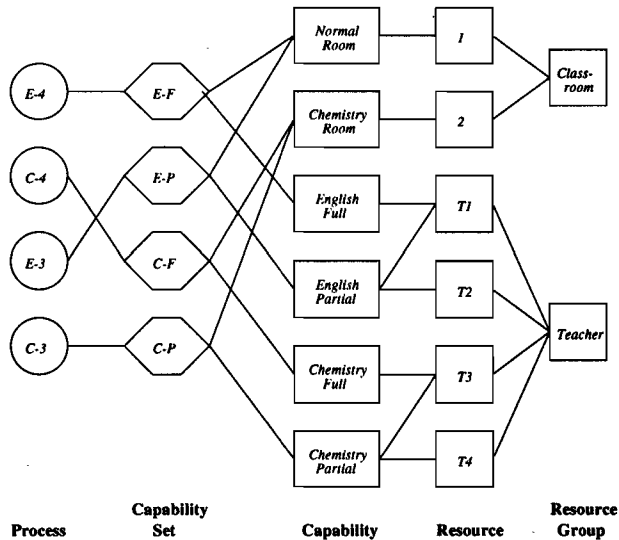 Normal
Room
1
Class-
room
E-4
E-F
Chemistry
Room
2
C-4
E-P
English
Full
T1
E-3
C-F
English
Partial
T2
Teacher
C-3
C-P
Chemistry
Full
T3
Chemistry
Partial
T4
Process
Capability
Set
Capability
Resource
Resource
Group